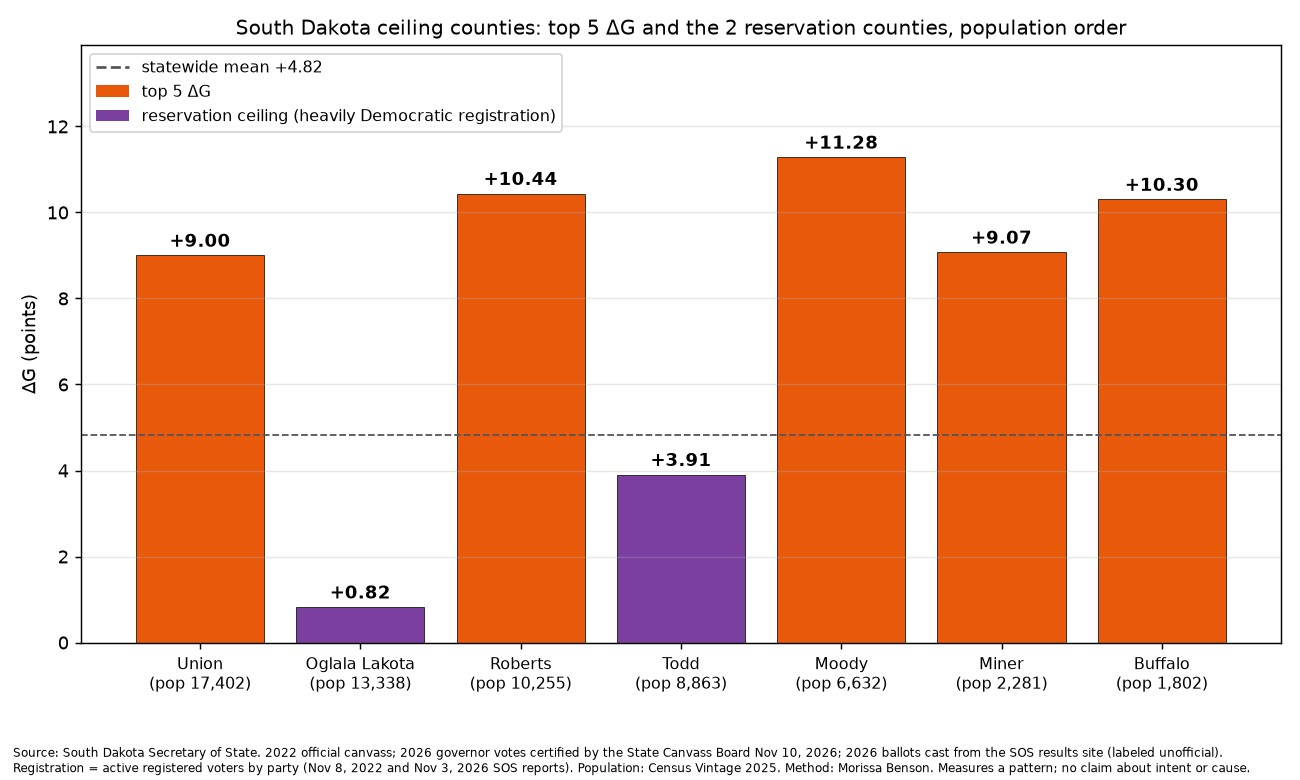 South Dakota ceiling counties: top 5 ΔG and the 2 reservation counties, population order
statewide mean +4.82
top 5 ΔG
reservation ceiling (heavily Democratic registration)
ΔG (points)
12
10
8
6
4
2
0
+9.00
+0.82
+10.44
+3.91
+11.28
+9.07
+10.30
Union
(pop 17,402)
Oglala Lakota
(pop 13,338)
Roberts
(pop 10,255)
Todd
(pop 8,863)
Moody
(pop 6,632)
Miner
(pop 2,281)
Buffalo
(pop 1,802)
Source: South Dakota Secretary of State. 2022 official canvass; 2026 governor votes certified by the State Canvass Board Nov 10, 2026; 2026 ballots cast from the SOS results site (labeled unofficial).
Registration = active registered voters by party (Nov 8, 2022 and Nov 3, 2026 SOS reports). Population: Census Vintage 2025. Method: Morissa Benson. Measures a pattern; no claim about intent or cause.